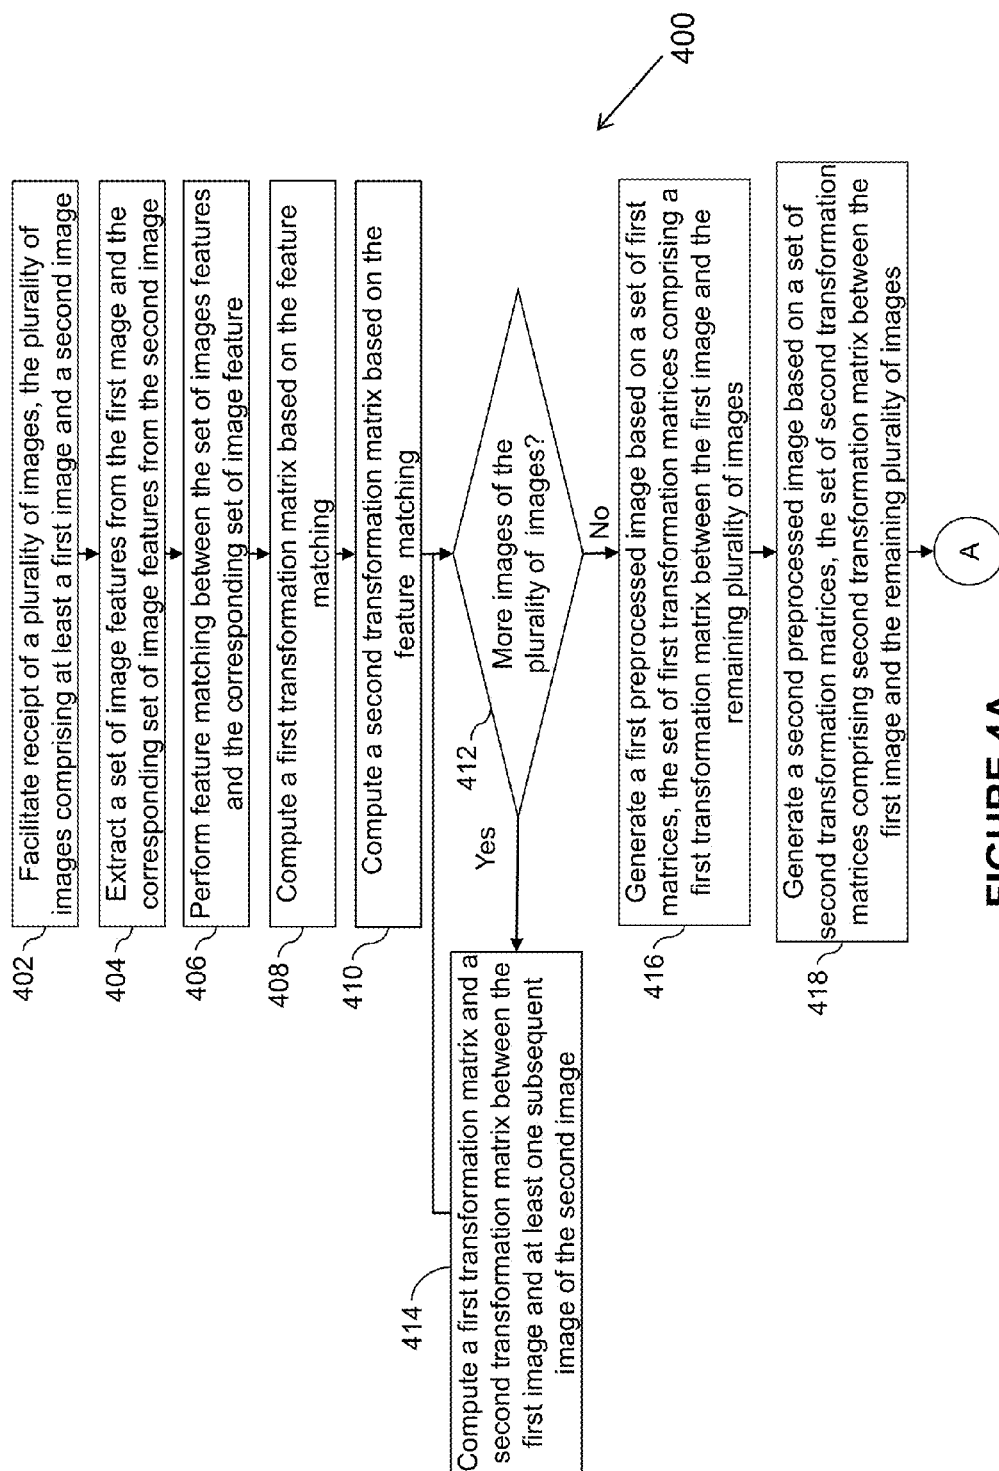 400
402
Facilitate receipt of a plurality of images, the plurality of
images comprising at least a first image and a second image
404
Extract a set of image features from the first mage and the
corresponding set of image features from the second image
406
Perform feature matching between the set of images features
and the corresponding set of image feature
408
Compute a first transformation matrix based on the feature
matching
410
Compute a second transformation matrix based on the
feature matching
412
More images of the
plurality of images?
Yes
No
414
Compute a first transformation matrix and a
second transformation matrix between the
first image and at least one subsequent
image of the second image
416
Generate a first preprocessed image based on a set of first
matrices, the set of first transformation matrices comprising a
first transformation matrix between the first image and the
remaining plurality of images
418
Generate a second preprocessed image based on a set of
second transformation matrices, the set of second transformation
matrices comprising second transformation matrix between the
first image and the remaining plurality of images
A
FIGURE 4A